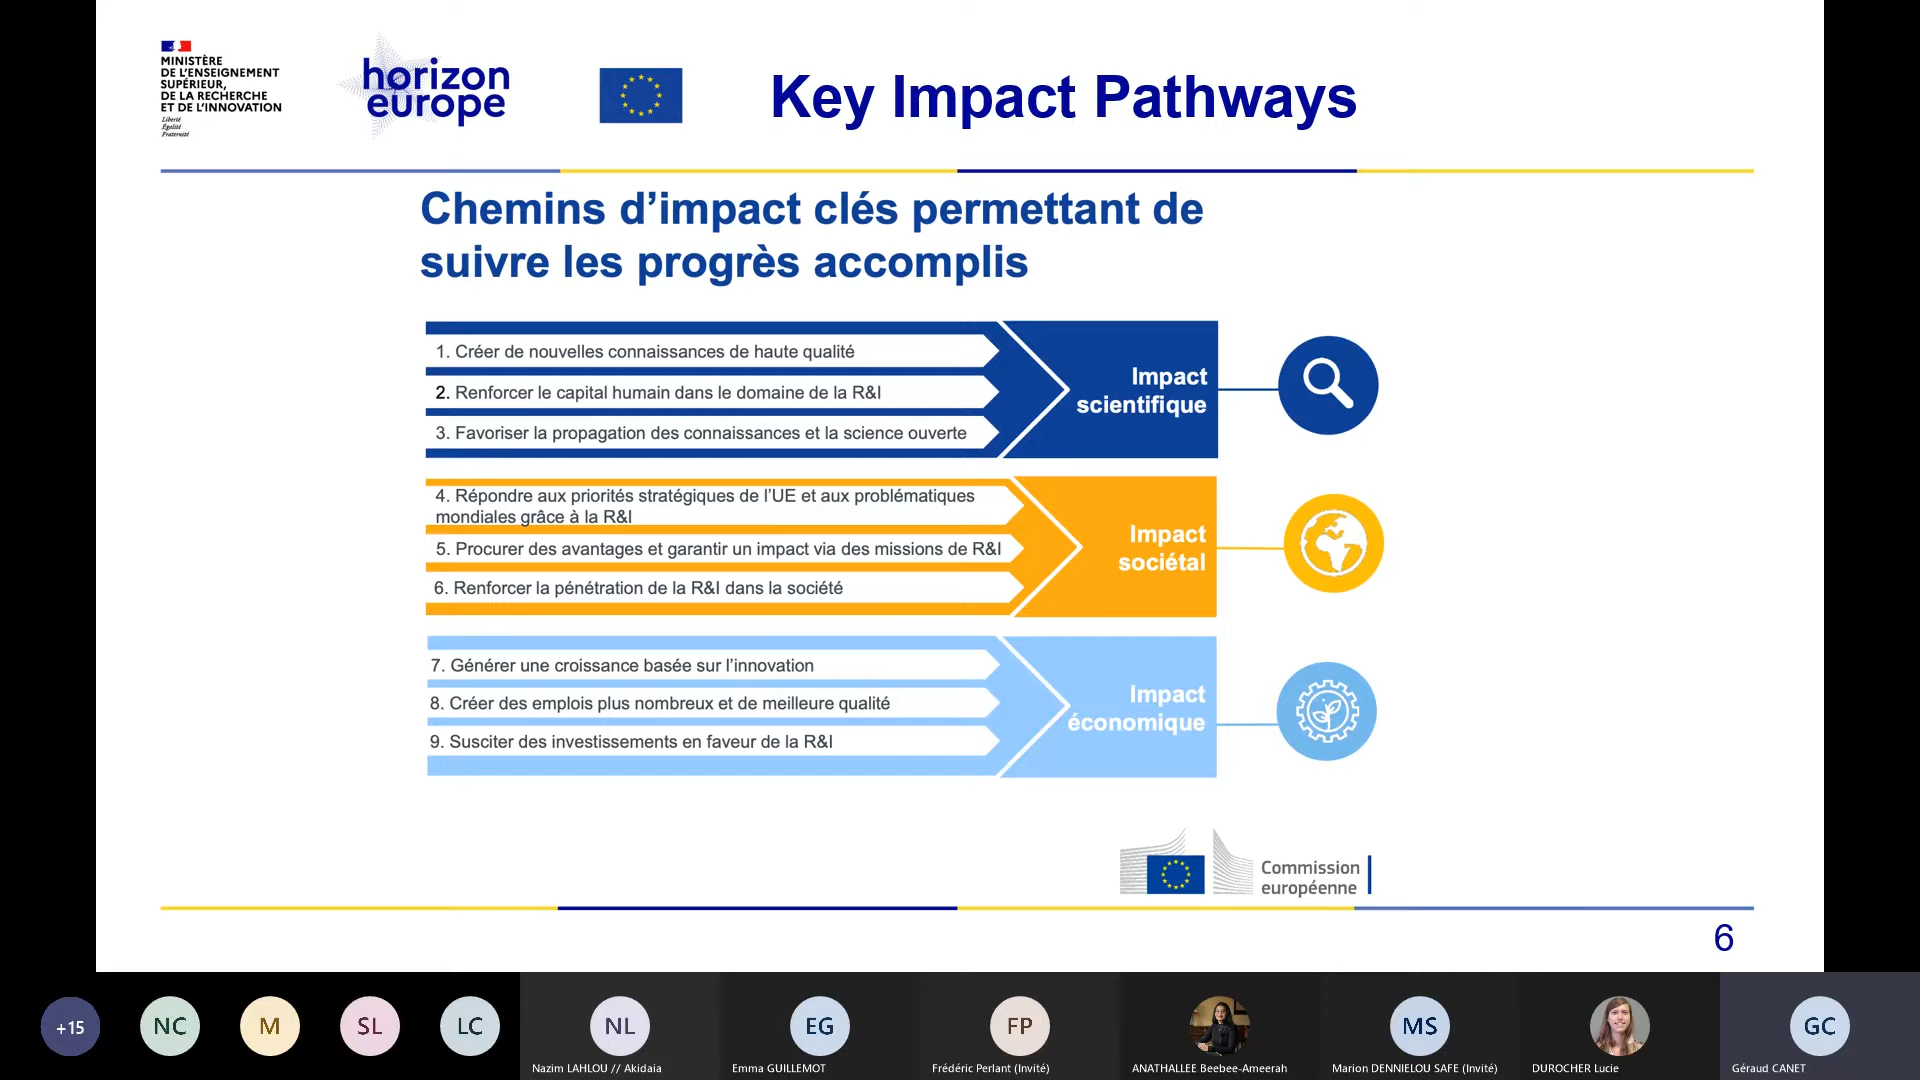 MINISTÈRE
DE L'ENSEIGNEMENT
SUPÉRIEUR,
DE LA RECHERCHE
ET DE L'INNOVATION
Liberté
Égalité
Fraternité
horizon
europe
Key Impact Pathways
Chemins d’impact clés permettant de
suivre les progrès accomplis
1. Créer de nouvelles connaissances de haute qualité
2. Renforcer le capital humain dans le domaine de la R&I
3. Favoriser la propagation des connaissances et la science ouverte
Impact
scientifique
4. Répondre aux priorités stratégiques de l’UE et aux problématiques
mondiales grâce à la R&I
5. Procurer des avantages et garantir un impact via des missions de R&I
6. Renforcer la pénétration de la R&I dans la société
Impact
sociétal
7. Générer une croissance basée sur l’innovation
8. Créer des emplois plus nombreux et de meilleure qualité
9. Susciter des investissements en faveur de la R&I
Impact
économique
Commission
européenne
6
+15
NC
M
SL
LC
NL
EG
FP
MS
GC
Nazim LAHLOU // Akidaia
Emma GUILLEMOT
Frédéric Perlant (Invité)
ANATHALLEE Beebee-Ameerah
Marion DENNIELOU SAFE (Invité)
DUROCHER Lucie
Géraud CANET